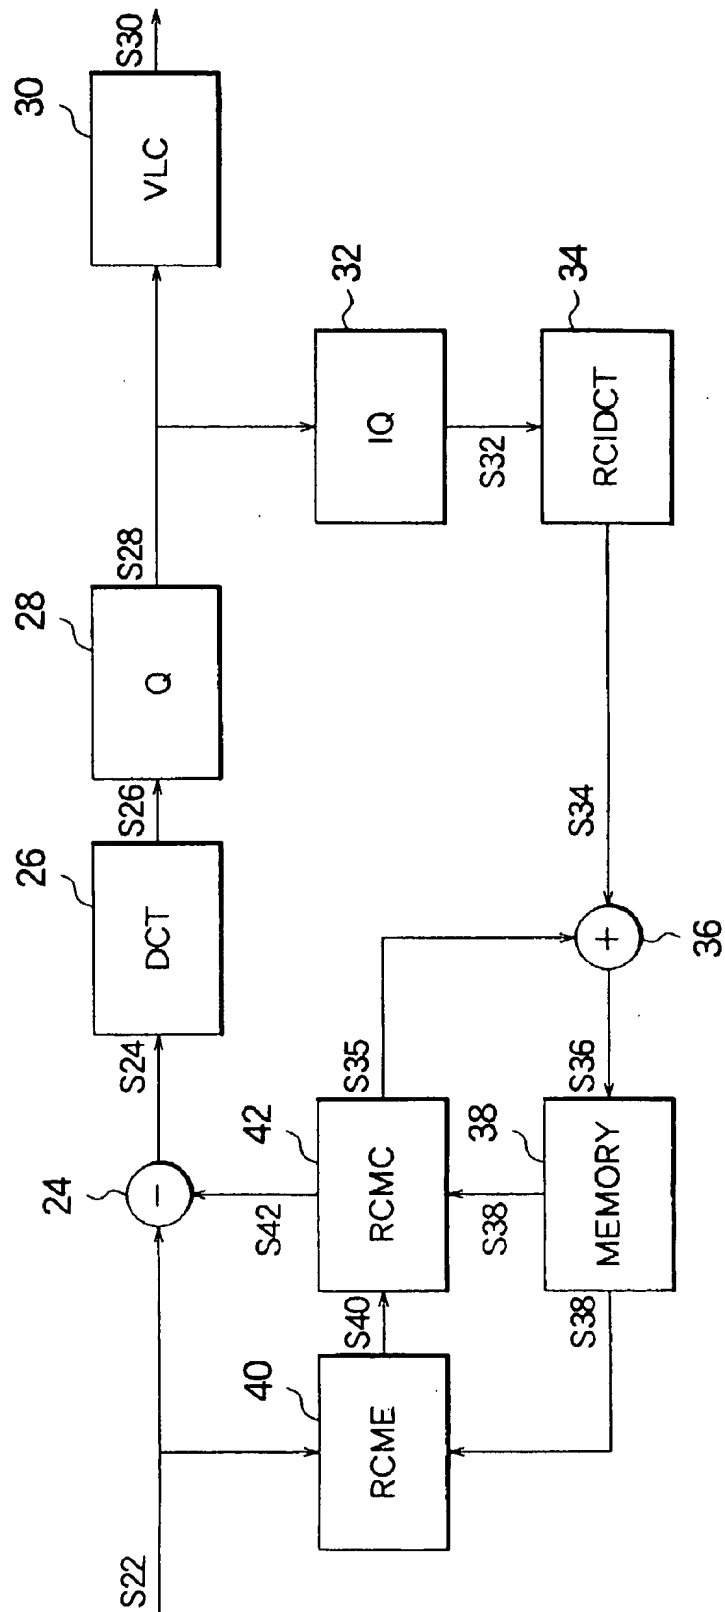 S22
24
S24
26
DCT
S26
28
Q
S28
30
VLC
S30
40
RCME
S40
42
RCMC
S42
S35
S38
S38
38
MEMORY
S36
+
36
S34
−
32
IQ
S32
34
RCIDCT